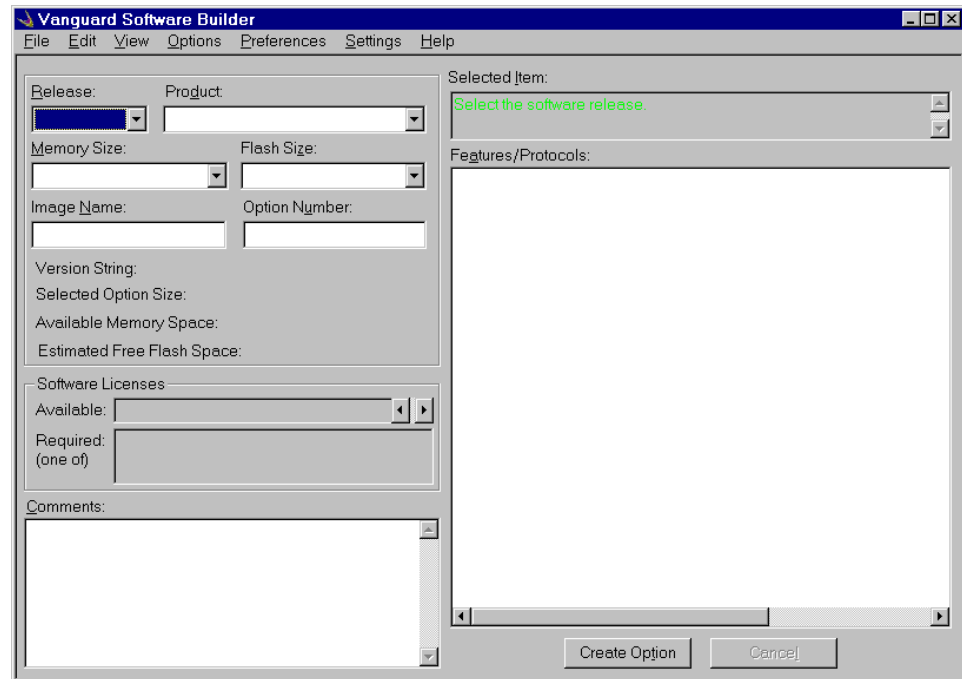 Vanguard Software Builder
File Edit View Options Preferences Settings Help
Release: Product:
Memory Size: Flash Size:
Image Name: Option Number:
Version String:
Selected Option Size:
Available Memory Space:
Estimated Free Flash Space:
Software Licenses
Available:
Required:
(one of)
Comments:
Selected Item:
Select the software release.
Features/Protocols:
Create Option Cancel